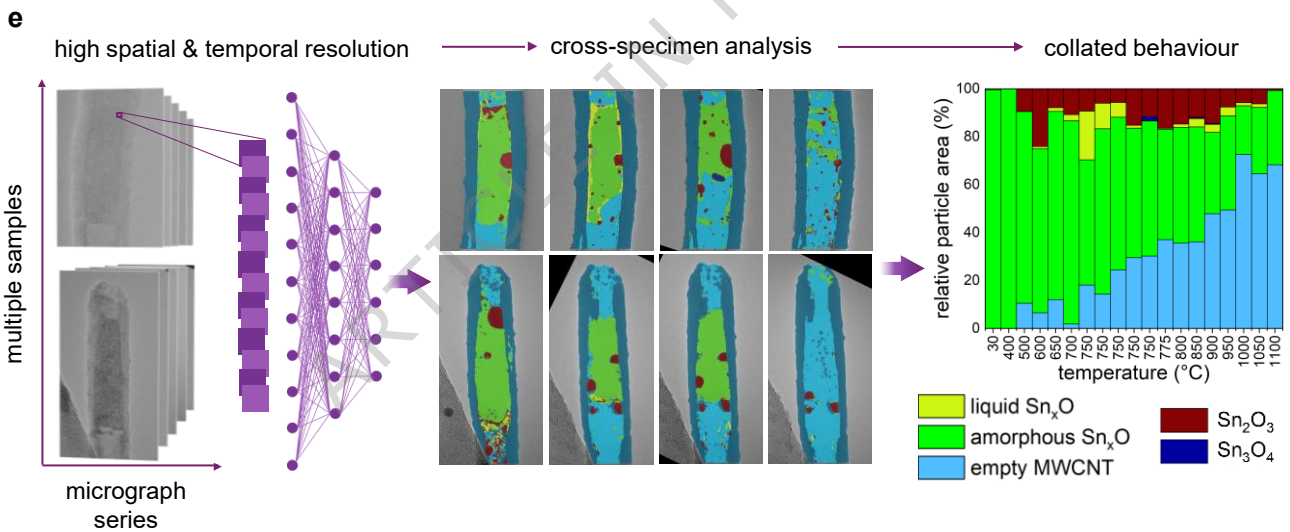 e
high spatial & temporal resolution
cross-specimen analysis
collated behaviour
multiple samples
micrograph
series
ARTICLE IN
relative particle area (%)
100
80
60
40
20
0
30
400
500
600
650
700
750
750
750
750
775
800
850
900
950
1000
1050
1100
temperature (°C)
liquid SnₓO
amorphous SnₓO
empty MWCNT
Sn₂O₃
Sn₃O₄